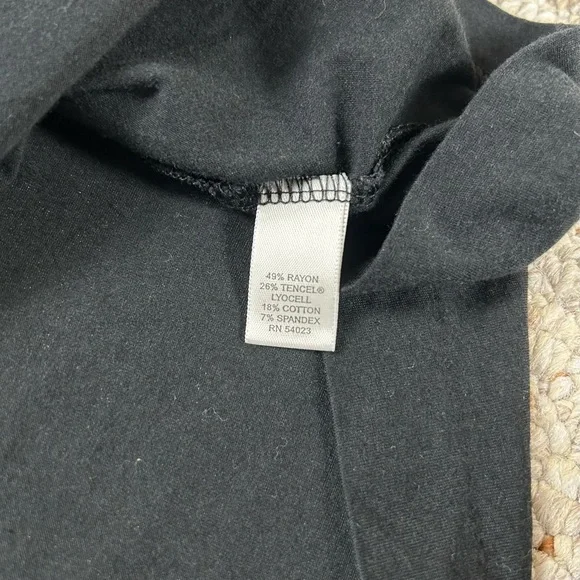 49% RAYON
26% TENCEL®
LYOCELL
18% COTTON
7% SPANDEX
RN 54023